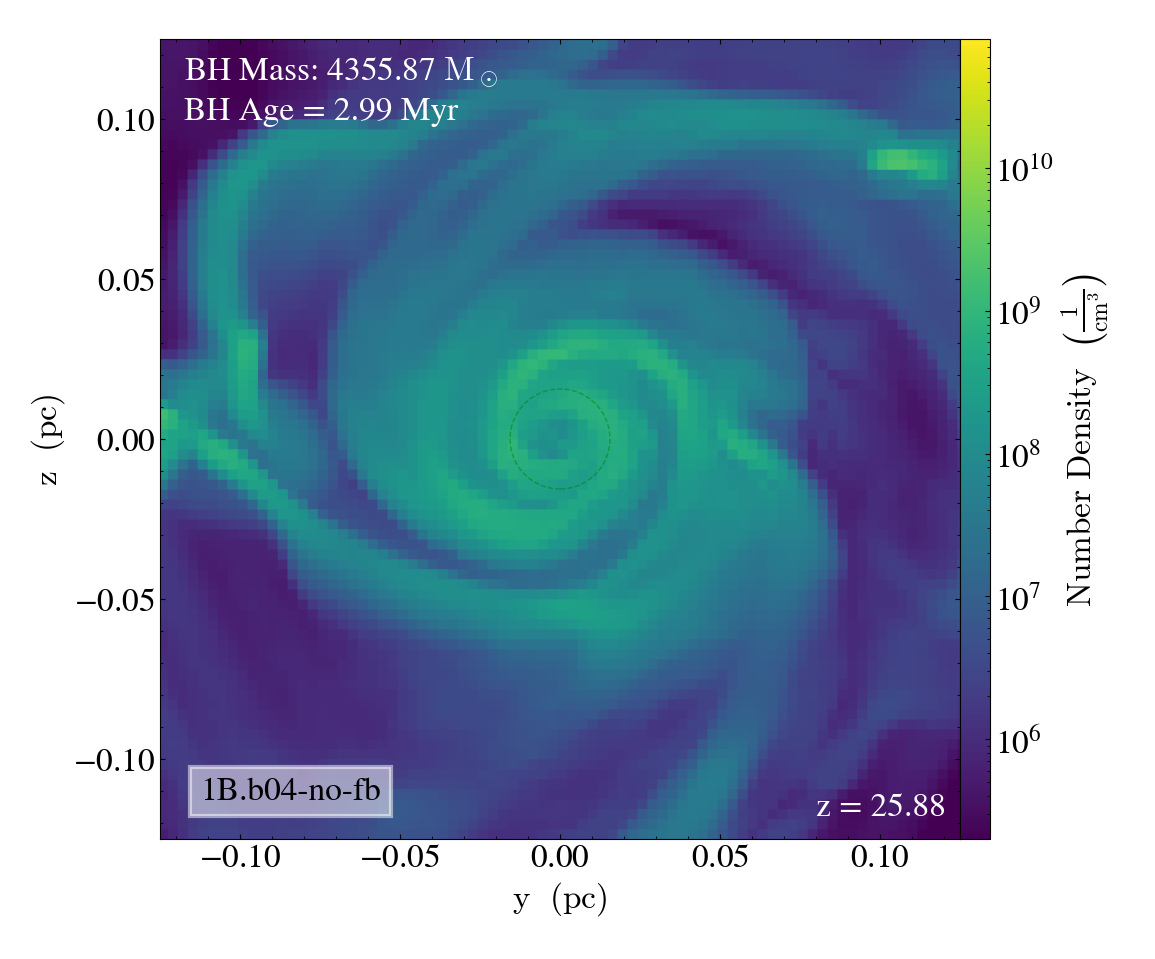 BH Mass: 4355.87 M⊙
BH Age = 2.99 Myr
0.10
0.05
0.00
−0.05
−0.10
z (pc)
1B.b04-no-fb
z = 25.88
−0.10 −0.05 0.00 0.05 0.10
y (pc)
10^10
10^9
10^8
10^7
10^6
Number Density (1/cm^3)